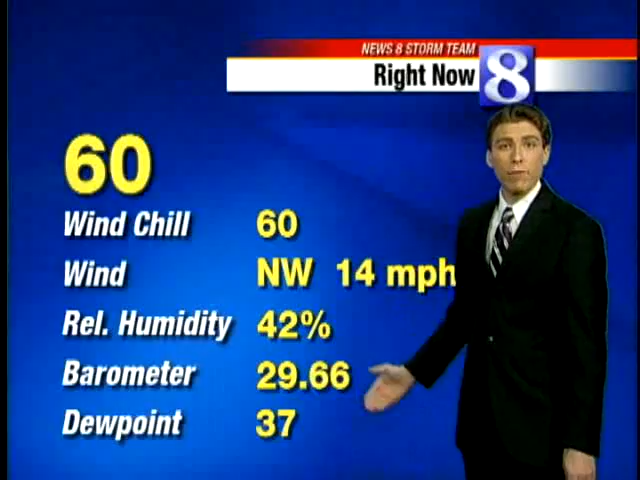 NEWS 8 STORM TEAM
Right Now 8
60
Wind Chill 60
Wind NW 14 mph
Rel. Humidity 42%
Barometer 29.66
Dewpoint 37